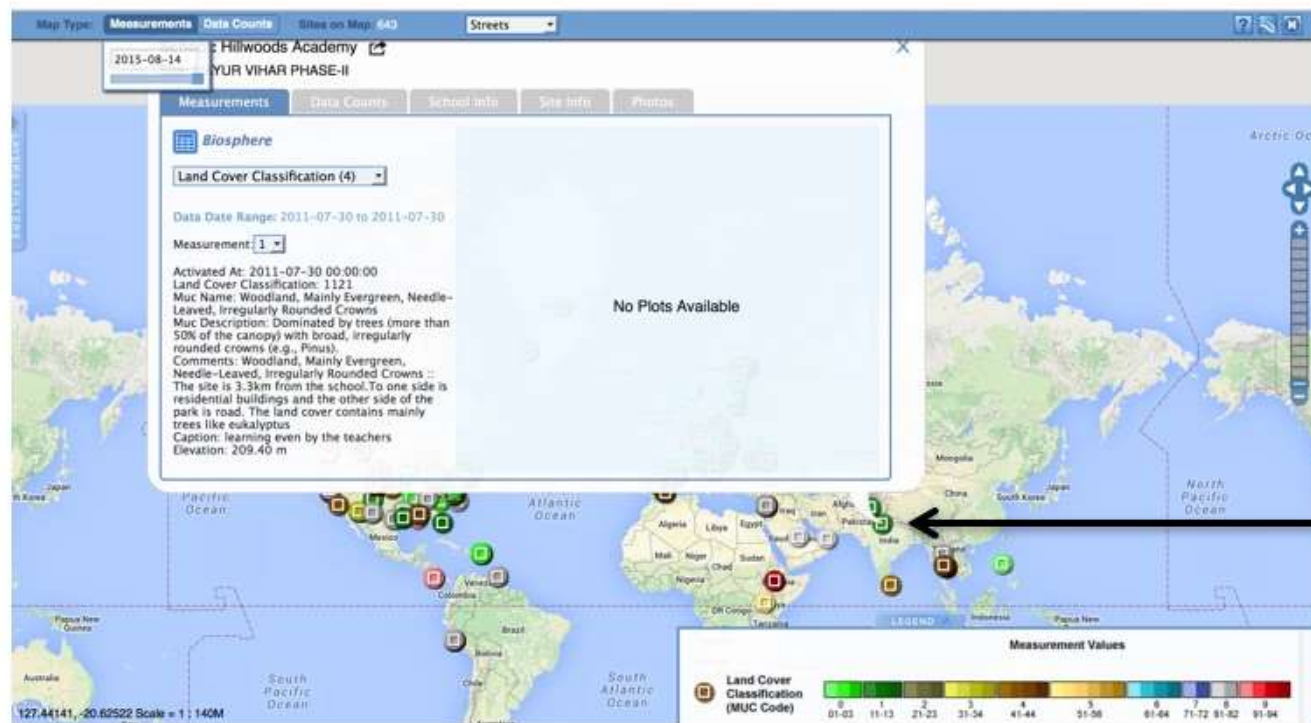 Map Type: Measurements Data Counts Sites on Map: 643 Streets
2015-08-14
: Hillwoods Academy
YUR VIHAR PHASE-II
Measurements Data Counts School Info Site Info Photos
Biosphere
Land Cover Classification (4)
Data Date Range: 2011-07-30 to 2011-07-30
Measurement: 1
Activated At: 2011-07-30 00:00:00
Land Cover Classification: 1121
Muc Name: Woodland, Mainly Evergreen, Needle-
Leaved, Irregularly Rounded Crowns
Muc Description: Dominated by trees (more than
50% of the canopy) with broad, irregularly
rounded crowns (e.g., Pinus).
Comments: Woodland, Mainly Evergreen,
Needle-Leaved, Irregularly Rounded Crowns ::
The site is 3.3km from the school.To one side is
residential buildings and the other side of the
park is road. The land cover contains mainly
trees like eukalyptus
Caption: learning even by the teachers
Elevation: 209.40 m
No Plots Available
Arctic Oc
Mongolia
China
South Korea
Japan
North
Pacific
Ocean
Japan
Pacific
Ocean
Atlantic
Ocean
Mexico
Colombia
Brazil
Bolivia
Chile
Algeria
Libya
Egypt
Iraq
Iran
Pakistan
India
Mali
Niger
Chad
Sudan
Nigeria
DR Congo
Tanzania
Indonesia
Papua New
Guinea
Papua New
Australia
South
Pacific
Ocean
South
Atlantic
Ocean
127.44141, -20.62522 Scale = 1 : 140M
LEGEND
Measurement Values
Land Cover
Classification
(MUC Code)
0 1 2 3 4 5 6 7 8 9
01-03 11-13 21-23 31-34 41-44 51-56 61-64 71-72 81-82 91-94